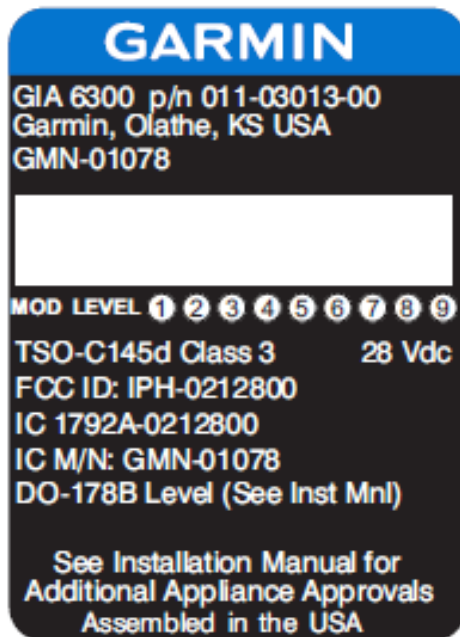 GARMIN
GIA 6300 p/n 011-03013-00
Garmin, Olathe, KS USA
GMN-01078
MOD LEVEL 1 2 3 4 5 6 7 8 9
TSO-C145d Class 3 28 Vdc
FCC ID: IPH-0212800
IC 1792A-0212800
IC M/N: GMN-01078
DO-178B Level (See Inst Mnl)
See Installation Manual for
Additional Appliance Approvals
Assembled in the USA